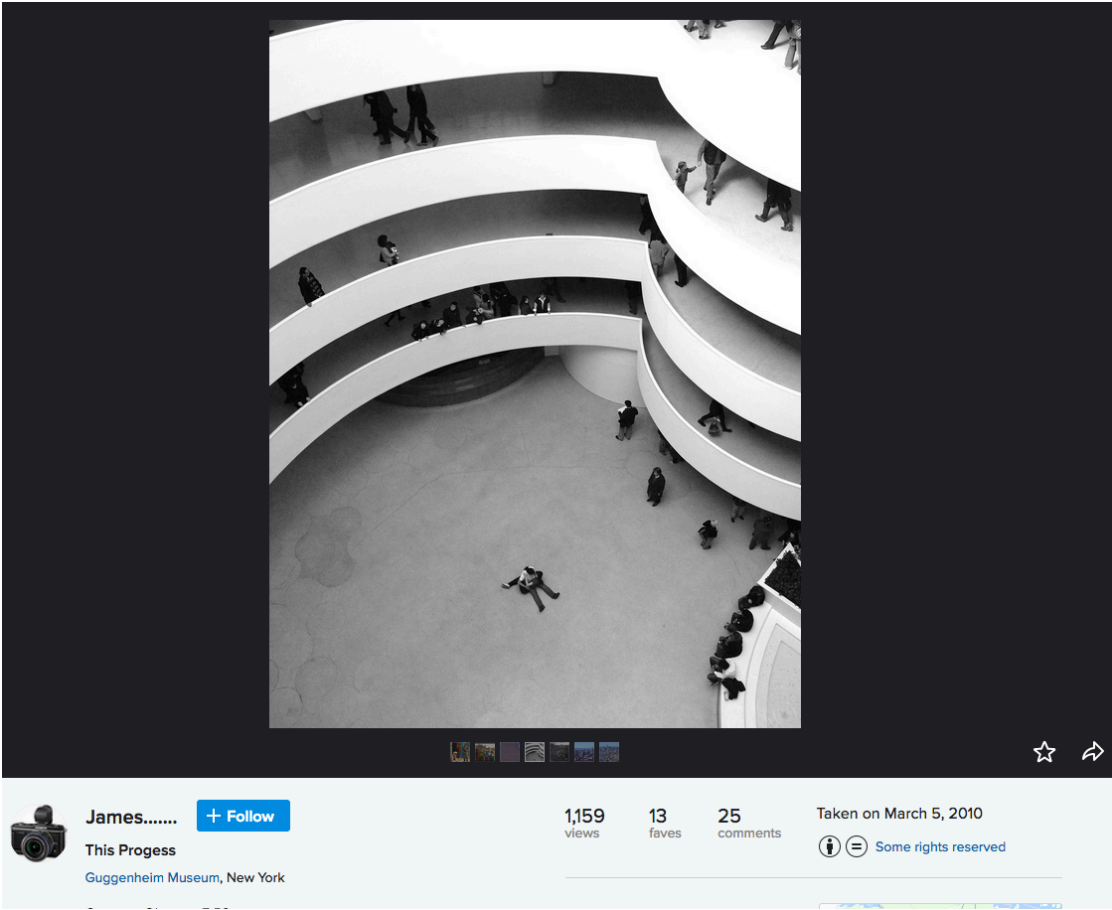 James.......
+ Follow
This Progess
Guggenheim Museum, New York
1,159
views
13
faves
25
comments
Taken on March 5, 2010
Some rights reserved